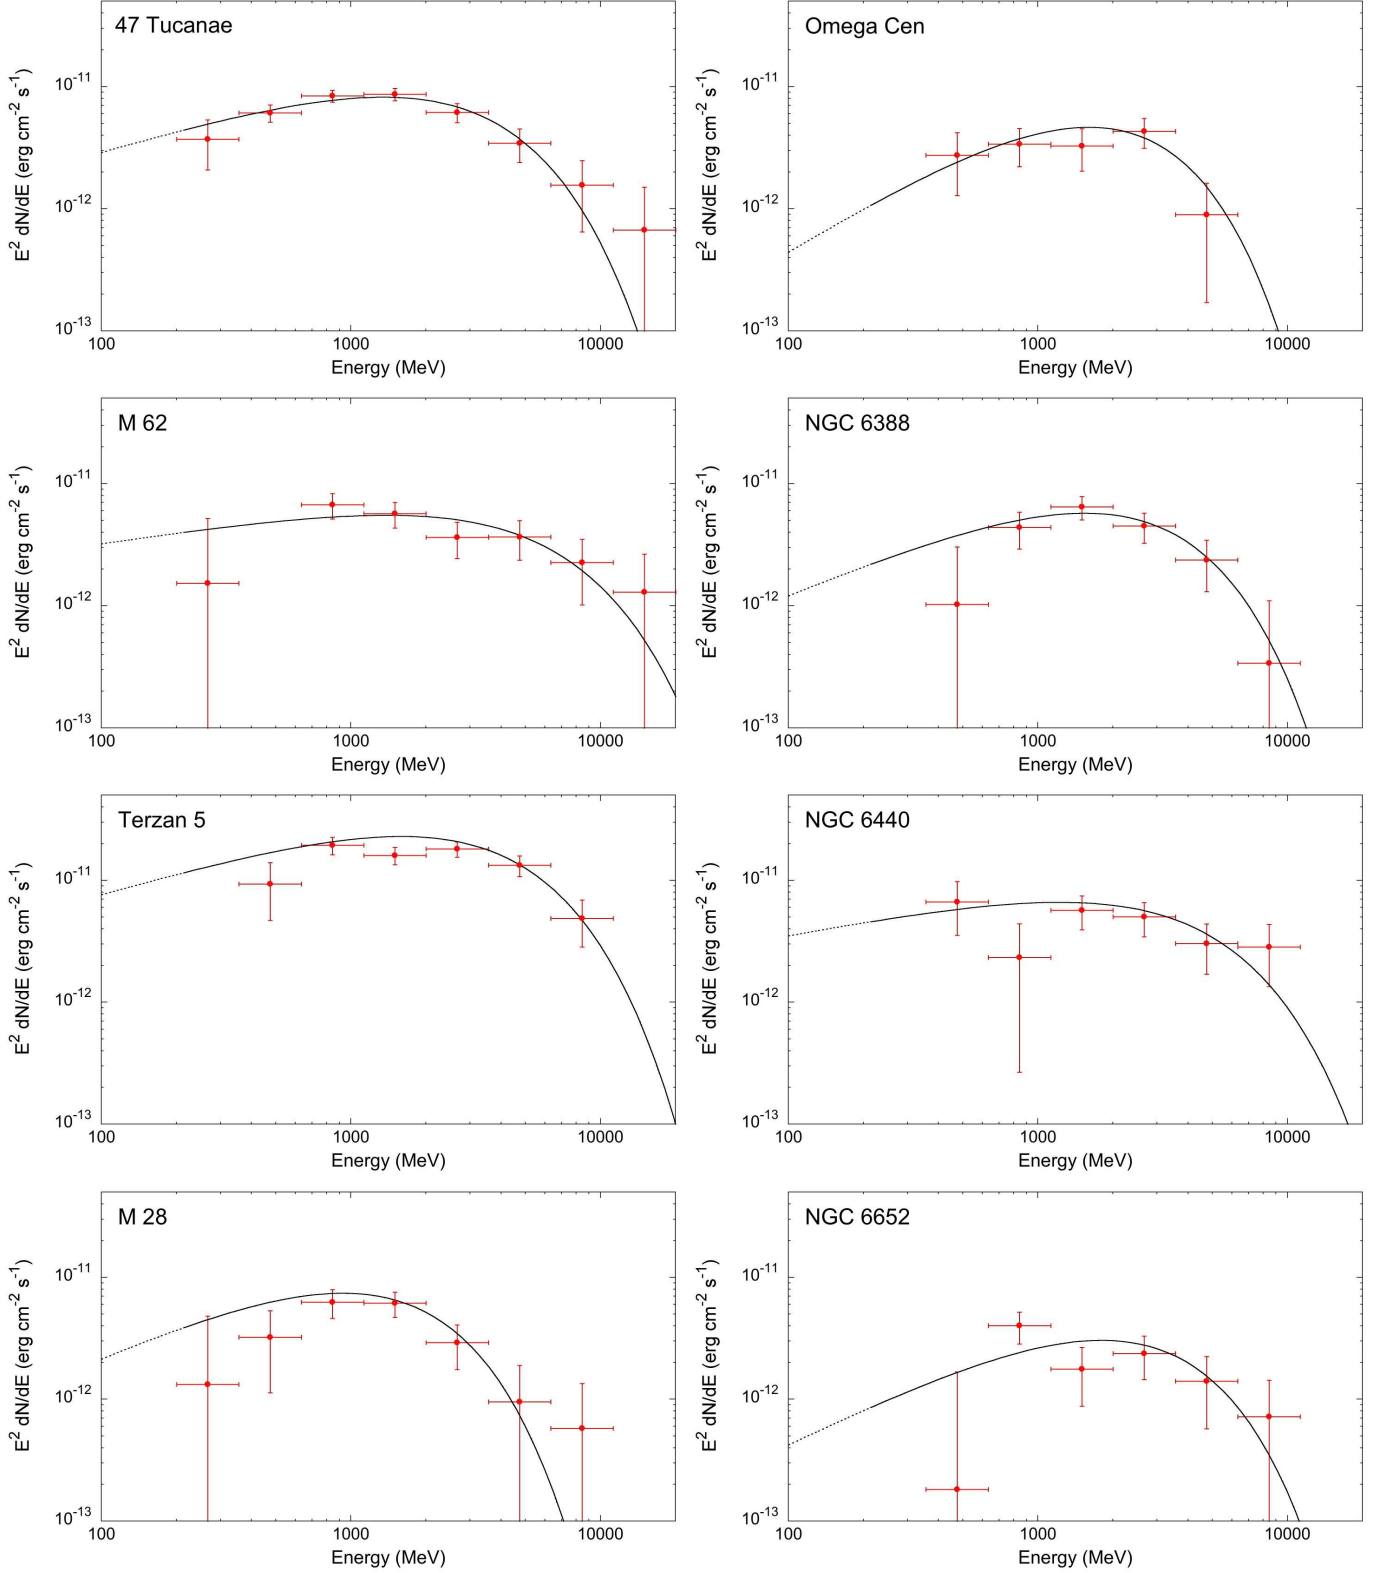 47 Tucanae
E² dN/dE (erg cm⁻² s⁻¹)
10⁻¹¹
10⁻¹²
10⁻¹³
100 1000 10000
Energy (MeV)
Omega Cen
E² dN/dE (erg cm⁻² s⁻¹)
10⁻¹¹
10⁻¹²
10⁻¹³
100 1000 10000
Energy (MeV)
M 62
E² dN/dE (erg cm⁻² s⁻¹)
10⁻¹¹
10⁻¹²
10⁻¹³
100 1000 10000
Energy (MeV)
NGC 6388
E² dN/dE (erg cm⁻² s⁻¹)
10⁻¹¹
10⁻¹²
10⁻¹³
100 1000 10000
Energy (MeV)
Terzan 5
E² dN/dE (erg cm⁻² s⁻¹)
10⁻¹¹
10⁻¹²
10⁻¹³
100 1000 10000
Energy (MeV)
NGC 6440
E² dN/dE (erg cm⁻² s⁻¹)
10⁻¹¹
10⁻¹²
10⁻¹³
100 1000 10000
Energy (MeV)
M 28
E² dN/dE (erg cm⁻² s⁻¹)
10⁻¹¹
10⁻¹²
10⁻¹³
100 1000 10000
Energy (MeV)
NGC 6652
E² dN/dE (erg cm⁻² s⁻¹)
10⁻¹¹
10⁻¹²
10⁻¹³
100 1000 10000
Energy (MeV)